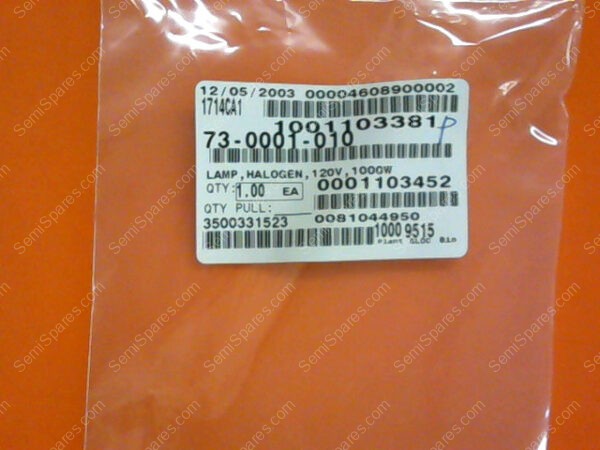 12/05/2003 00004608900002
1714CA1
1001103381 P
73-0001-010
LAMP,HALOGEN,120V,1000W
QTY: 1.00 EA 0001103452
QTY PULL:
3500331523 0081044950
1000 9515
Plant SLOC Bin
SemiSpares.com